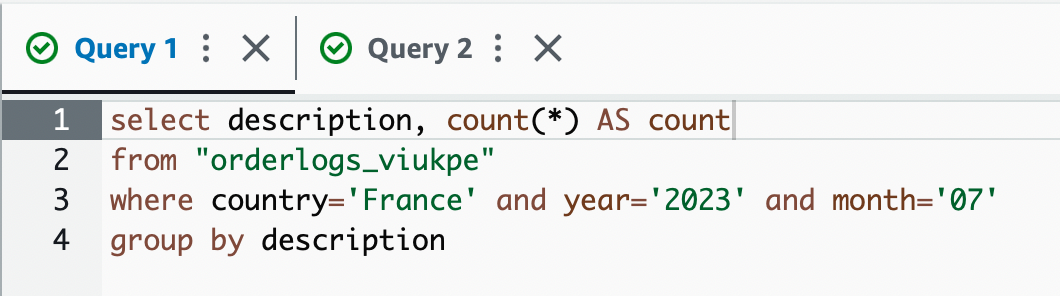 Query 1 Query 2
1 select description, count(*) AS count
2 from "orderlogs_viukpe"
3 where country='France' and year='2023' and month='07'
4 group by description